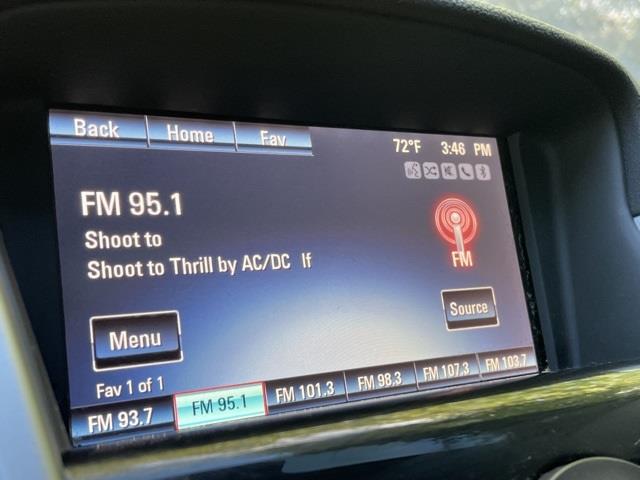 Back Home Fav 72°F 3:46 PM
FM 95.1
Shoot to
Shoot to Thrill by AC/DC If
FM
Menu
Source
Fav 1 of 1
FM 93.7 FM 95.1 FM 101.3 FM 98.3 FM 107.3 FM 103.7